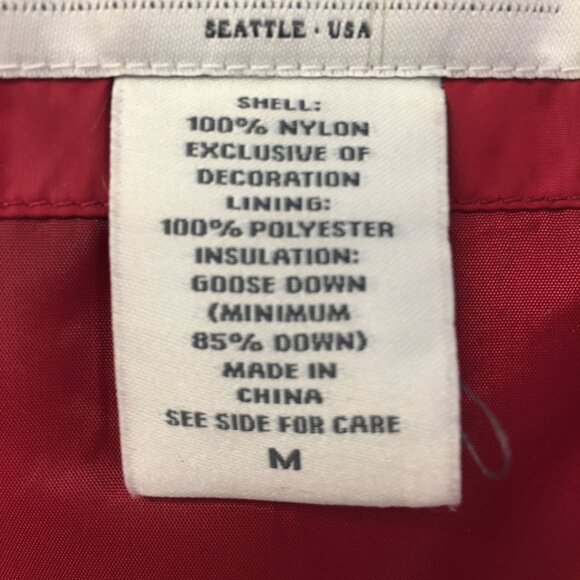 SEATTLE · USA
SHELL:
100% NYLON
EXCLUSIVE OF
DECORATION
LINING:
100% POLYESTER
INSULATION:
GOOSE DOWN
(MINIMUM
85% DOWN)
MADE IN
CHINA
SEE SIDE FOR CARE
M